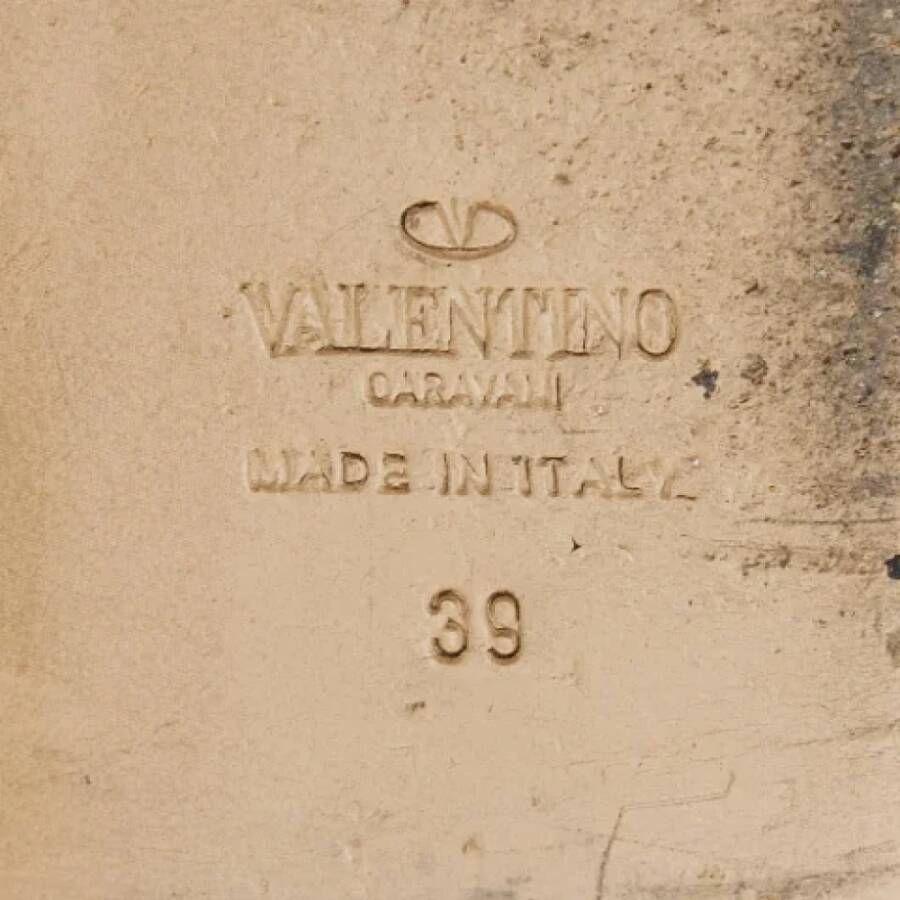 VALENTINO
GARAVANI
MADE IN ITALY
39